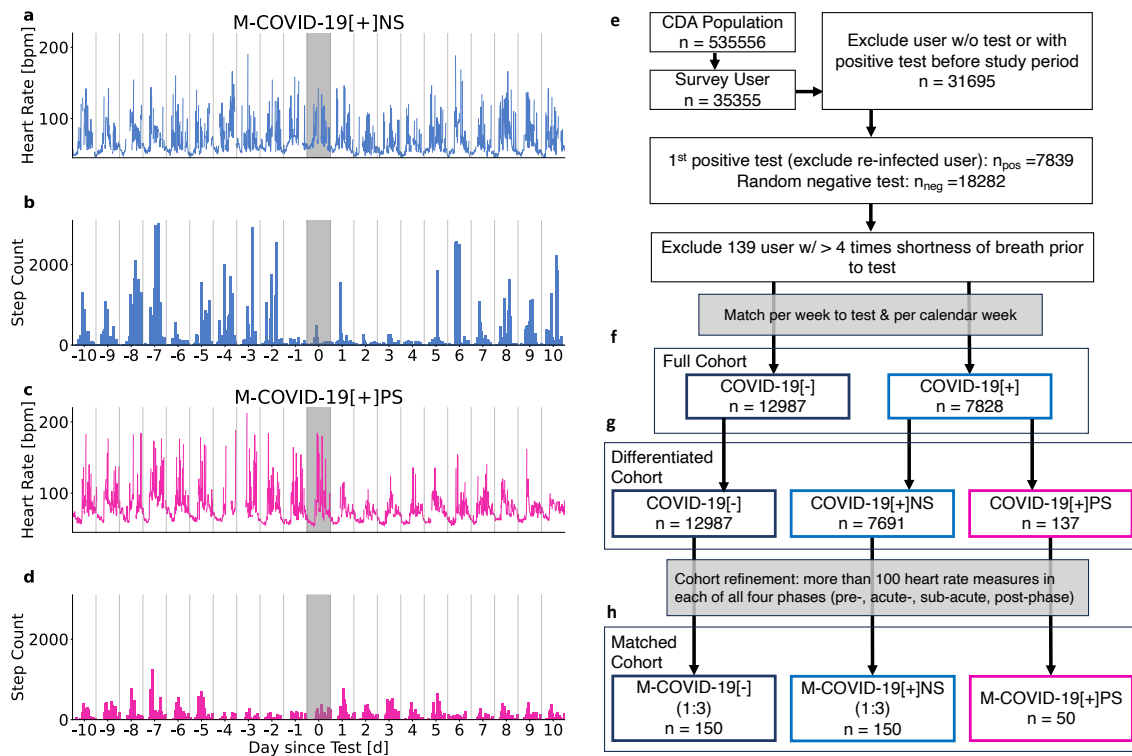 a
M-COVID-19[+]NS
Heart Rate [bpm]
200
100
b
Step Count
2000
0
-10 -9 -8 -7 -6 -5 -4 -3 -2 -1 0 1 2 3 4 5 6 7 8 9 10
c
M-COVID-19[+]PS
Heart Rate [bpm]
200
100
d
Step Count
2000
0
-10 -9 -8 -7 -6 -5 -4 -3 -2 -1 0 1 2 3 4 5 6 7 8 9 10
Day since Test [d]
e
CDA Population
n = 535556
Survey User
n = 35355
Exclude user w/o test or with
positive test before study period
n = 31695
1st positive test (exclude re-infected user): npos =7839
Random negative test: nneg =18282
Exclude 139 user w/ > 4 times shortness of breath prior
to test
Match per week to test & per calendar week
f
Full Cohort
COVID-19[-]
n = 12987
COVID-19[+]
n = 7828
g
Differentiated
Cohort
COVID-19[-]
n = 12987
COVID-19[+]NS
n = 7691
COVID-19[+]PS
n = 137
Cohort refinement: more than 100 heart rate measures in
each of all four phases (pre-, acute-, sub-acute, post-phase)
h
Matched
Cohort
M-COVID-19[-]
(1:3)
n = 150
M-COVID-19[+]NS
(1:3)
n = 150
M-COVID-19[+]PS
n = 50